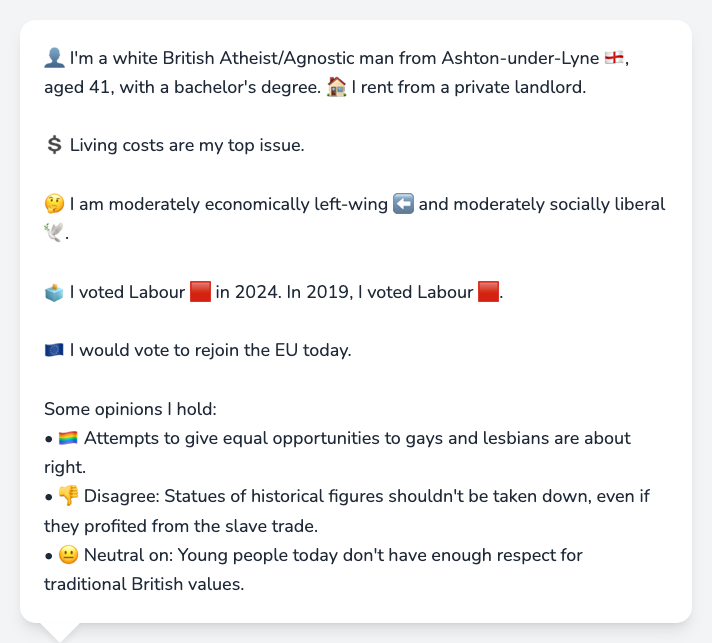 👤 I'm a white British Atheist/Agnostic man from Ashton-under-Lyne 🏴󠁧󠁢󠁥󠁮󠁧󠁿,
aged 41, with a bachelor's degree. 🏠 I rent from a private landlord.
💲 Living costs are my top issue.
🤔 I am moderately economically left-wing ⬅️ and moderately socially liberal
🕊️.
🗳️ I voted Labour 🟥 in 2024. In 2019, I voted Labour 🟥.
🇪🇺 I would vote to rejoin the EU today.
Some opinions I hold:
• 🏳️‍🌈 Attempts to give equal opportunities to gays and lesbians are about
right.
• 👎 Disagree: Statues of historical figures shouldn't be taken down, even if
they profited from the slave trade.
• 😐 Neutral on: Young people today don't have enough respect for
traditional British values.